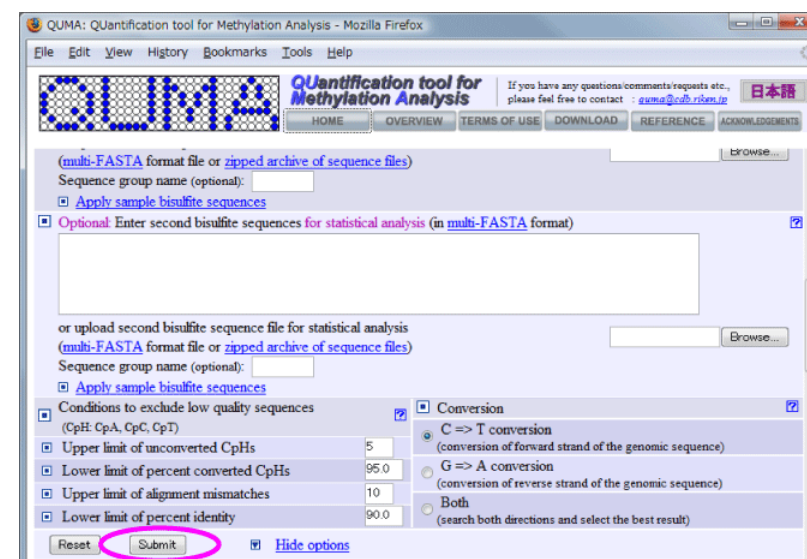 QUMA: QUantification tool for Methylation Analysis - Mozilla Firefox
File Edit View History Bookmarks Tools Help
QUMA
QUantification tool for
Methylation Analysis
If you have any questions/comments/requests etc.,
please feel free to contact : quma@cdb.riken.jp
日本語
HOME OVERVIEW TERMS OF USE DOWNLOAD REFERENCE ACKNOWLEDGEMENTS
(multi-FASTA format file or zipped archive of sequence files)
Browse...
Sequence group name (optional):
Apply sample bisulfite sequences
Optional: Enter second bisulfite sequences for statistical analysis (in multi-FASTA format) ?
or upload second bisulfite sequence file for statistical analysis
(multi-FASTA format file or zipped archive of sequence files)
Browse...
Sequence group name (optional):
Apply sample bisulfite sequences
Conditions to exclude low quality sequences ?
(CpH: CpA, CpC, CpT)
Upper limit of unconverted CpHs 5
Lower limit of percent converted CpHs 95.0
Upper limit of alignment mismatches 10
Lower limit of percent identity 90.0
Conversion ?
C => T conversion
(conversion of forward strand of the genomic sequence)
G => A conversion
(conversion of reverse strand of the genomic sequence)
Both
(search both directions and select the best result)
Reset Submit Hide options